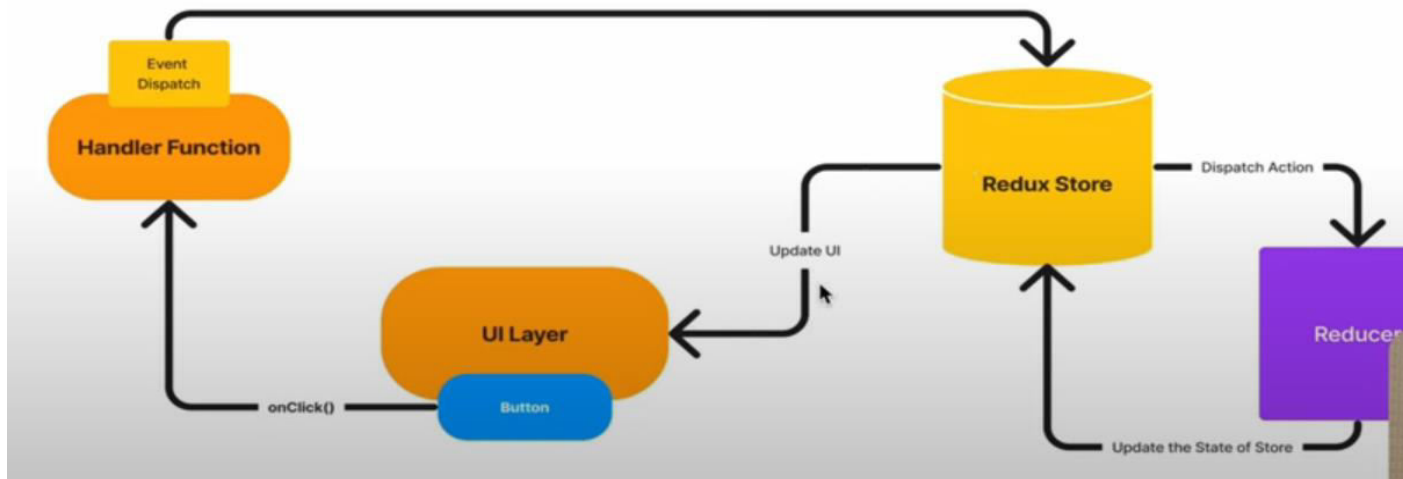 Event
Dispatch
Handler Function
Redux Store
Dispatch Action
Update UI
UI Layer
Reducer
onClick()
Button
Update the State of Store